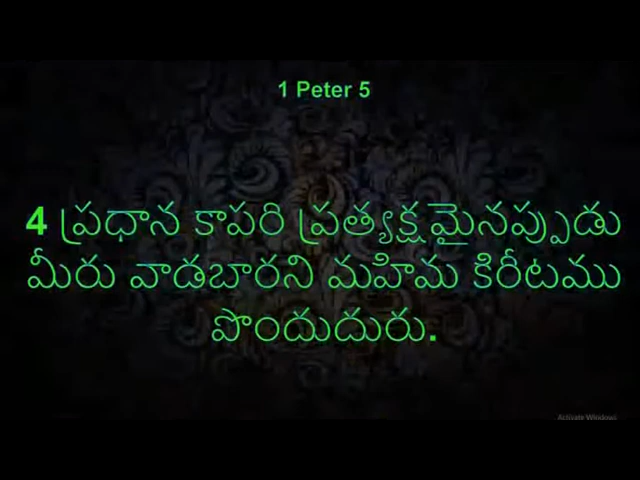 1 Peter 5
4 ప్రధాన కాపరి ప్రత్యక్షమైనప్పుడు
మీరు వాడబారని మహిమ కిరీటము
పొందుదురు.
Activate Windows